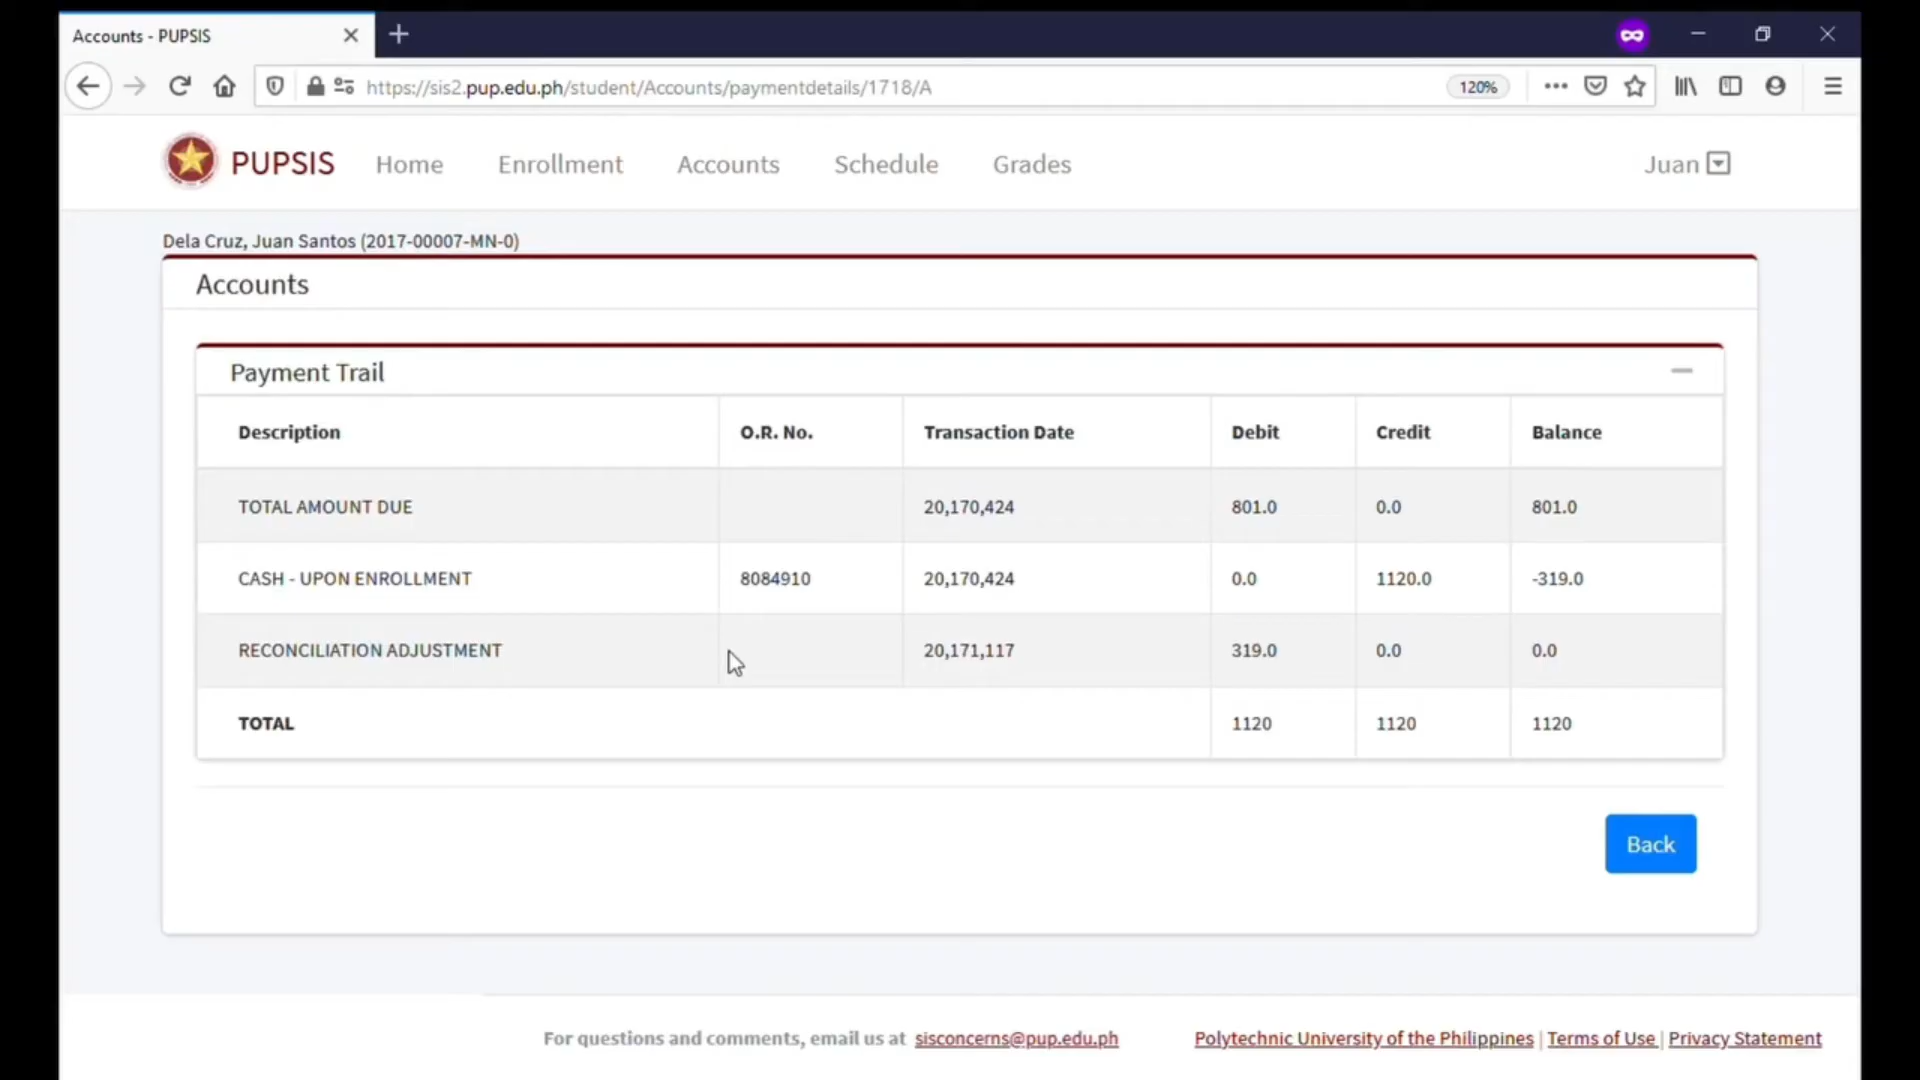 Accounts - PUPSIS
https://sis2.pup.edu.ph/student/Accounts/paymentdetails/1718/A 120%
PUPSIS Home Enrollment Accounts Schedule Grades Juan
Dela Cruz, Juan Santos (2017-00007-MN-0)
Accounts
Payment Trail
Description O.R. No. Transaction Date Debit Credit Balance
TOTAL AMOUNT DUE 20,170,424 801.0 0.0 801.0
CASH - UPON ENROLLMENT 8084910 20,170,424 0.0 1120.0 -319.0
RECONCILIATION ADJUSTMENT 20,171,117 319.0 0.0 0.0
TOTAL 1120 1120 1120
Back
For questions and comments, email us at sisconcerns@pup.edu.ph Polytechnic University of the Philippines | Terms of Use | Privacy Statement